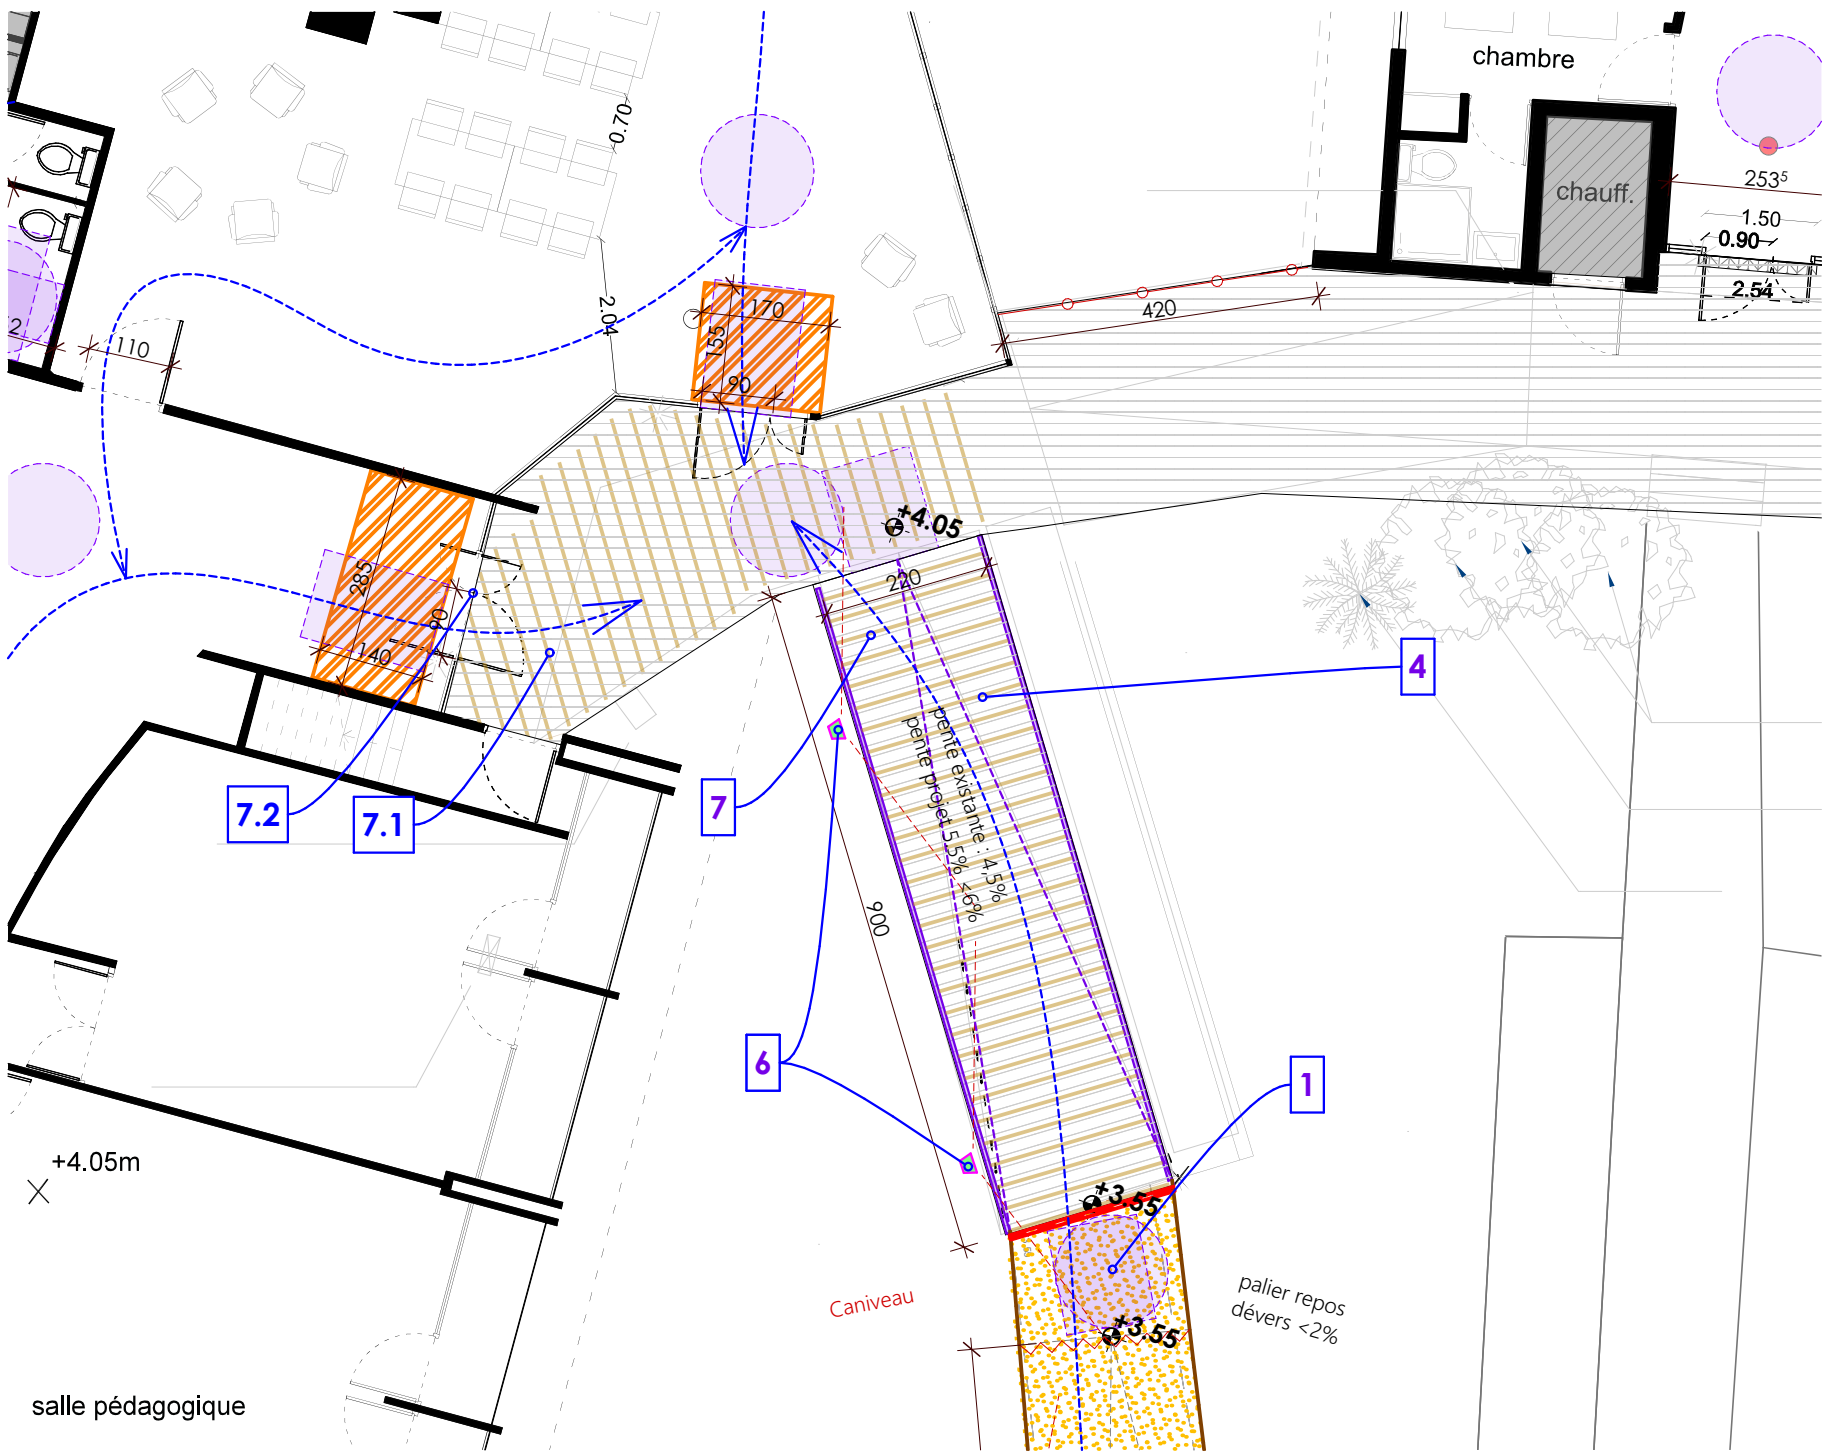 chambre
0.70
chauff.
253⁵
1.50
0.90
2.54
2
110
2.04
170
155
90
420
+4.05
220
285
90
140
4
pente existante : 4,5%
pente projet 5,5% <6%
7.2
7.1
7
900
6
1
+4.05m
+3.55
Caniveau
palier repos
dévers <2%
+3.55
salle pédagogique